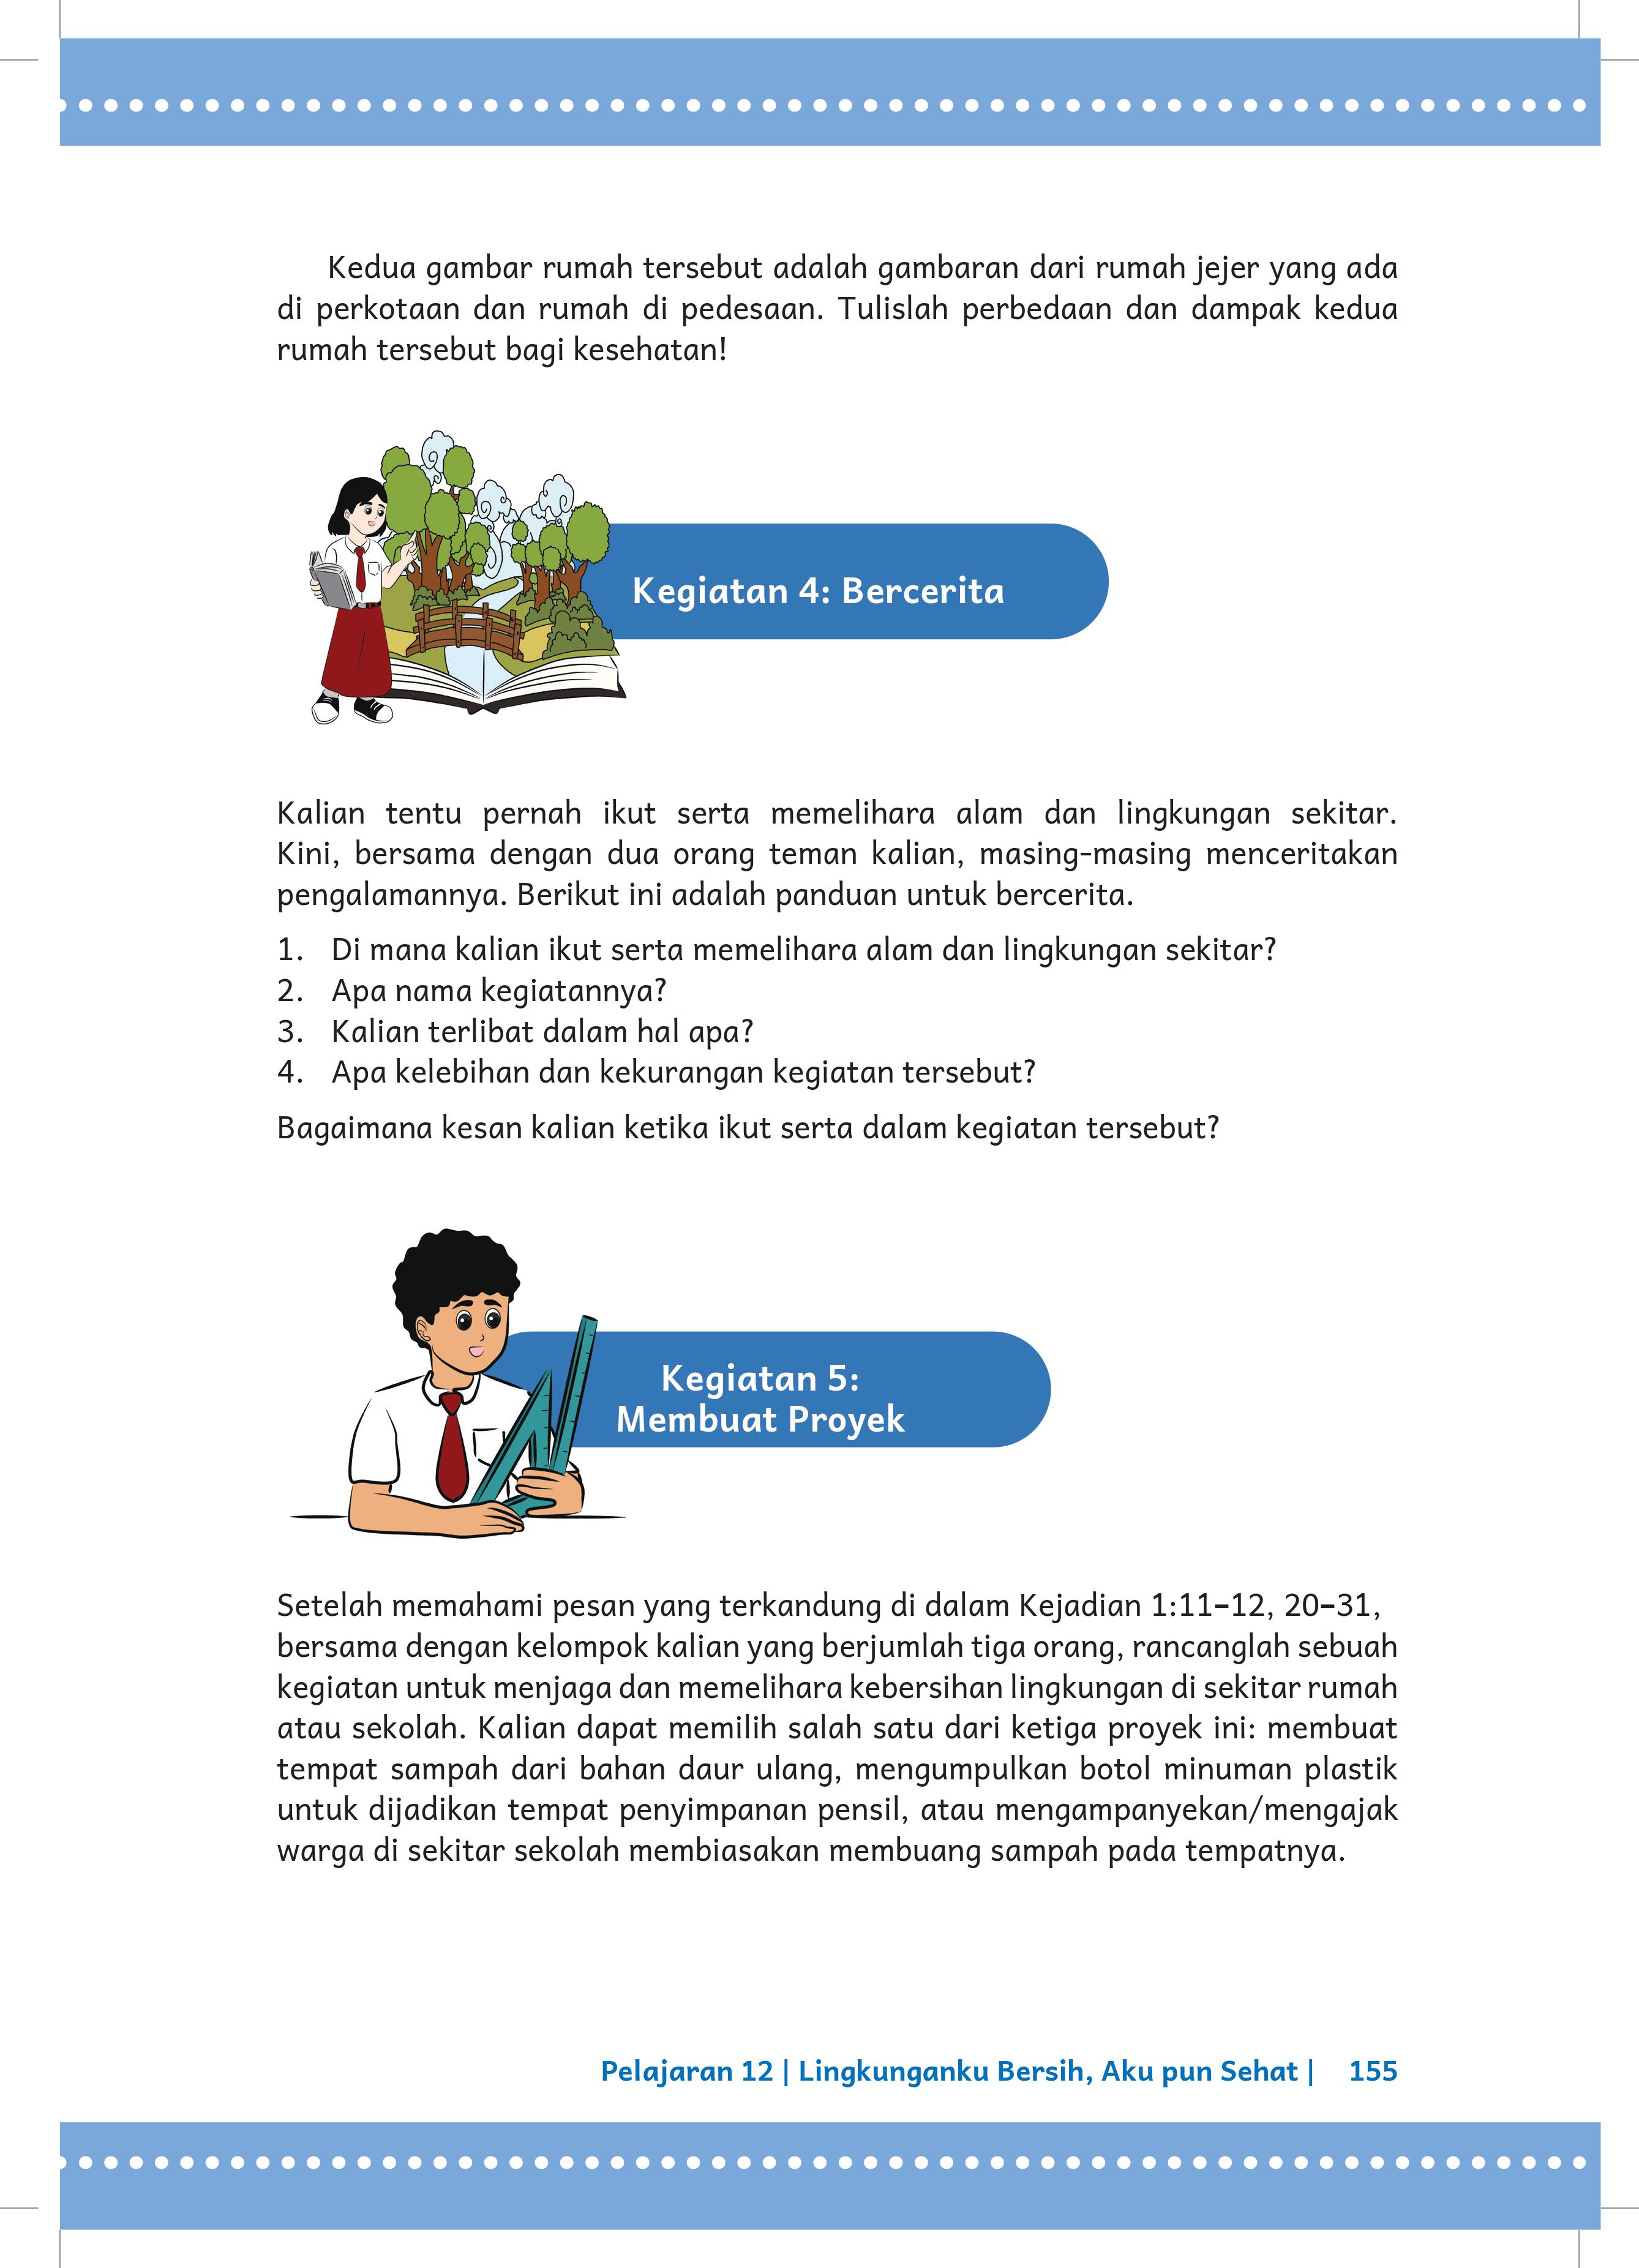 Kedua gambar rumah tersebut adalah gambaran dari rumah jejer yang ada
di perkotaan dan rumah di pedesaan. Tulislah perbedaan dan dampak kedua
rumah tersebut bagi kesehatan!
Kegiatan 4: Bercerita
Kalian tentu pernah ikut serta memelihara alam dan lingkungan sekitar.
Kini, bersama dengan dua orang teman kalian, masing-masing menceritakan
pengalamannya. Berikut ini adalah panduan untuk bercerita.
1. Di mana kalian ikut serta memelihara alam dan lingkungan sekitar?
2. Apa nama kegiatannya?
3. Kalian terlibat dalam hal apa?
4. Apa kelebihan dan kekurangan kegiatan tersebut?
Bagaimana kesan kalian ketika ikut serta dalam kegiatan tersebut?
Kegiatan 5:
Membuat Proyek
Setelah memahami pesan yang terkandung di dalam Kejadian 1:11–12, 20–31,
bersama dengan kelompok kalian yang berjumlah tiga orang, rancanglah sebuah
kegiatan untuk menjaga dan memelihara kebersihan lingkungan di sekitar rumah
atau sekolah. Kalian dapat memilih salah satu dari ketiga proyek ini: membuat
tempat sampah dari bahan daur ulang, mengumpulkan botol minuman plastik
untuk dijadikan tempat penyimpanan pensil, atau mengampanyekan/mengajak
warga di sekitar sekolah membiasakan membuang sampah pada tempatnya.
Pelajaran 12 | Lingkunganku Bersih, Aku pun Sehat | 155